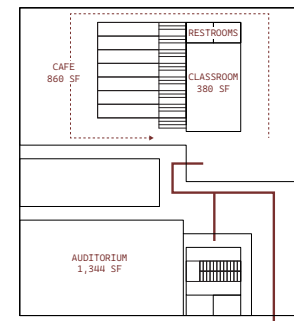 RESTROOMS
CAFE
860 SF
CLASSROOM
380 SF
AUDITORIUM
1,344 SF